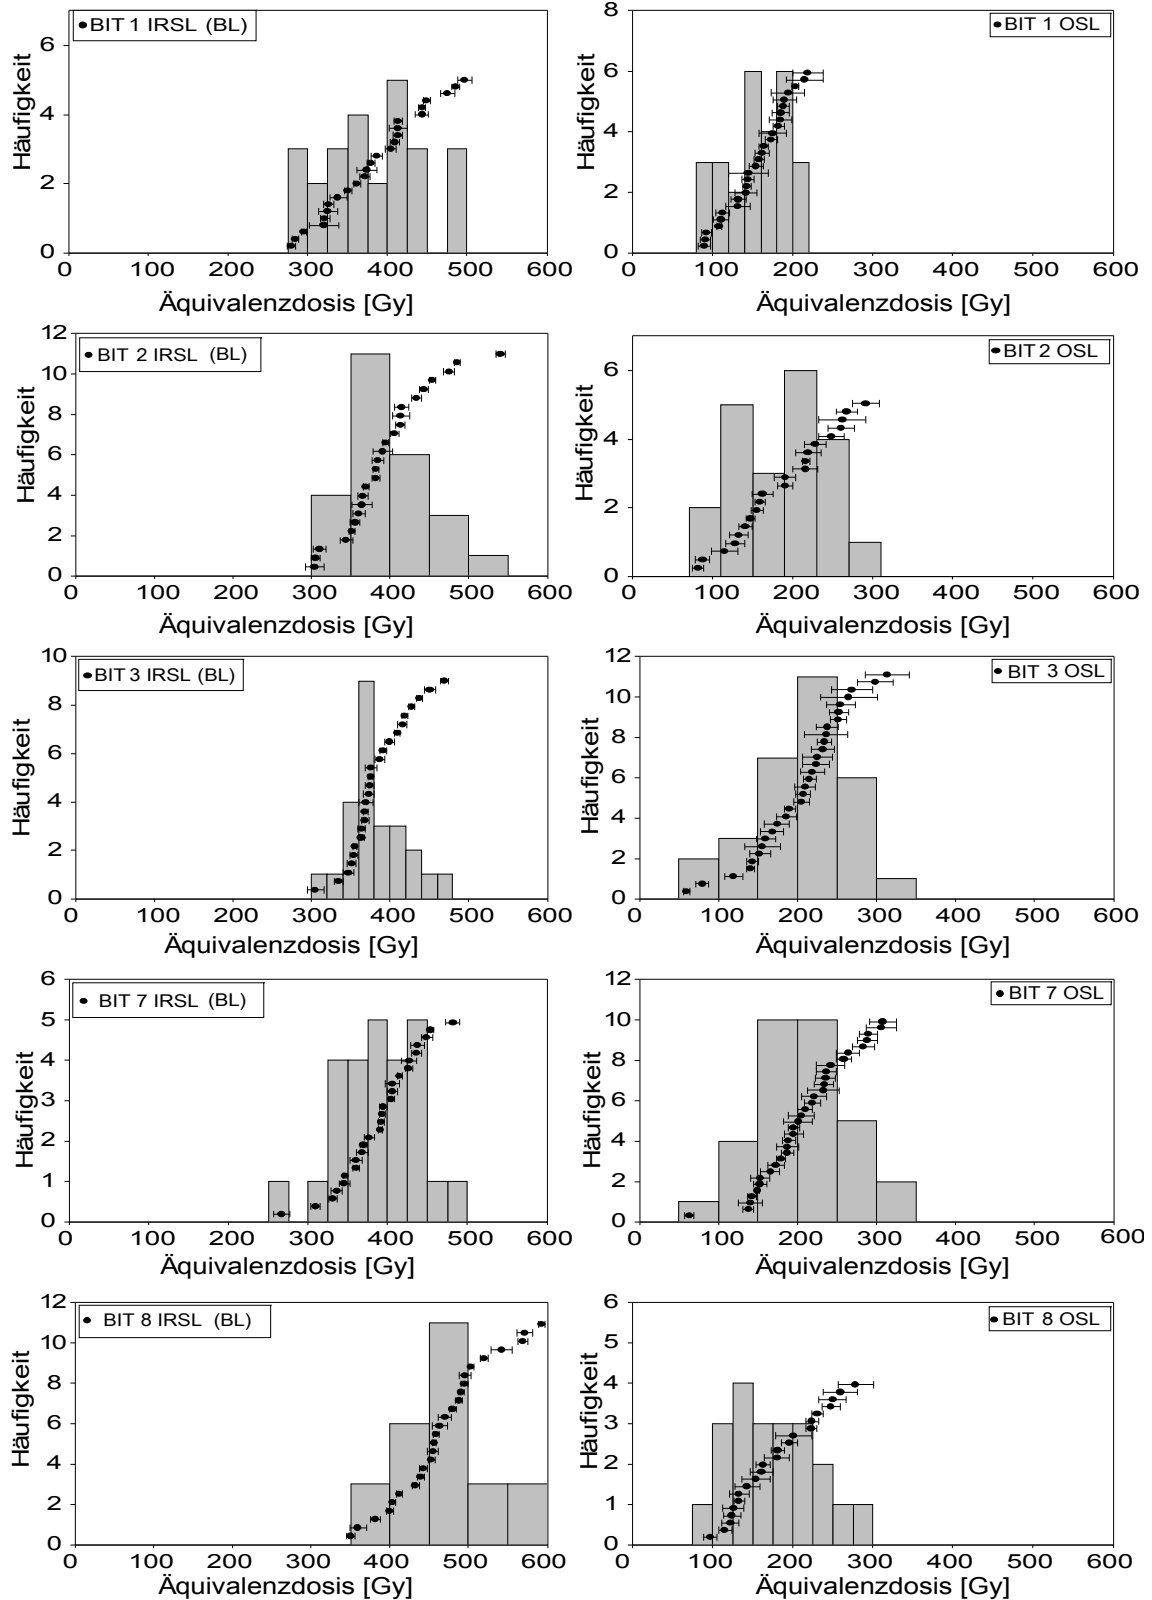 BIT 1 IRSL (BL)
Häufigkeit
6
4
2
0
0 100 200 300 400 500 600
Äquivalenzdosis [Gy]
BIT 1 OSL
Häufigkeit
8
6
4
2
0
0 100 200 300 400 500 600
Äquivalenzdosis [Gy]
BIT 2 IRSL (BL)
Häufigkeit
12
10
8
6
4
2
0
0 100 200 300 400 500 600
Äquivalenzdosis [Gy]
BIT 2 OSL
Häufigkeit
6
4
2
0
0 100 200 300 400 500 600
Äquivalenzdosis [Gy]
BIT 3 IRSL (BL)
Häufigkeit
10
8
6
4
2
0
0 100 200 300 400 500 600
Äquivalenzdosis [Gy]
BIT 3 OSL
Häufigkeit
12
10
8
6
4
2
0
0 100 200 300 400 500 600
Äquivalenzdosis [Gy]
BIT 7 IRSL (BL)
Häufigkeit
6
5
4
3
2
1
0
0 100 200 300 400 500 600
Äquivalenzdosis [Gy]
BIT 7 OSL
Häufigkeit
12
10
8
6
4
2
0
0 100 200 300 400 500 600
Äquivalenzdosis [Gy]
BIT 8 IRSL (BL)
Häufigkeit
12
10
8
6
4
2
0
0 100 200 300 400 500 600
Äquivalenzdosis [Gy]
BIT 8 OSL
Häufigkeit
6
5
4
3
2
1
0
0 100 200 300 400 500 600
Äquivalenzdosis [Gy]